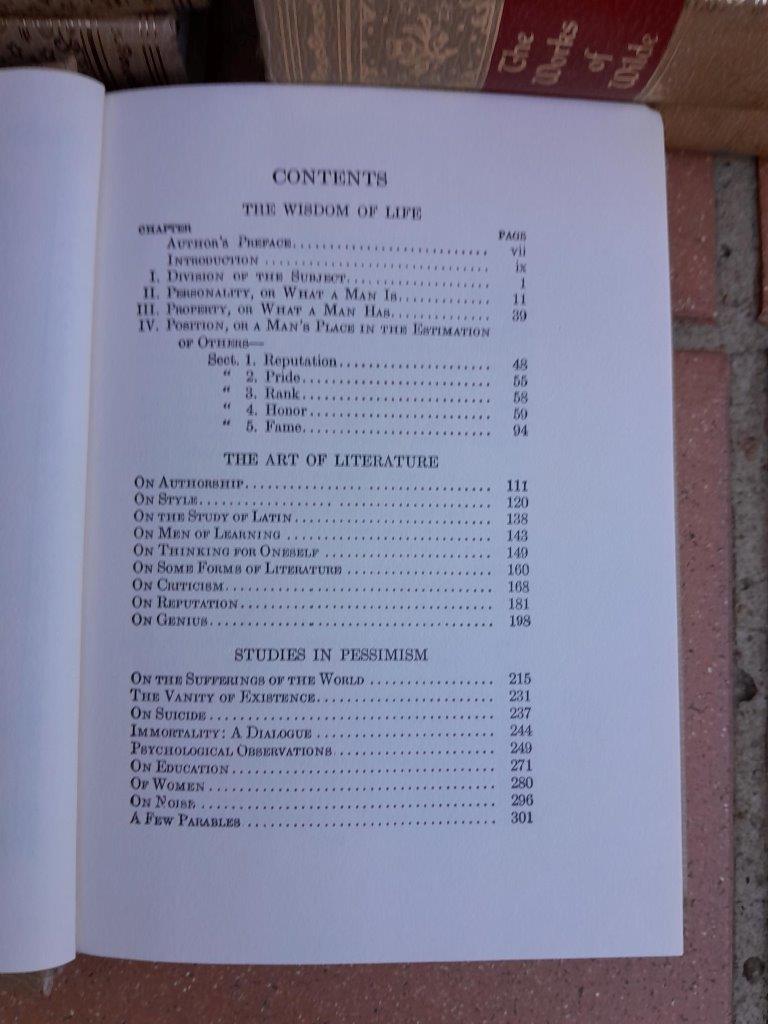 The
Works
of
Wilde
CONTENTS
THE WISDOM OF LIFE
CHAPTER PAGE
AUTHOR'S PREFACE................................ vii
INTRODUCTION ................................ ix
I. DIVISION OF THE SUBJECT...................... 1
II. PERSONALITY, OR WHAT A MAN IS.............. 11
III. PROPERTY, OR WHAT A MAN HAS............... 39
IV. POSITION, OR A MAN'S PLACE IN THE ESTIMATION
OF OTHERS—
Sect. 1. Reputation...................... 48
“ 2. Pride........................... 55
“ 3. Rank............................ 58
“ 4. Honor........................... 59
“ 5. Fame............................ 94
THE ART OF LITERATURE
ON AUTHORSHIP................................... 111
ON STYLE........................................ 120
ON THE STUDY OF LATIN............................. 138
ON MEN OF LEARNING .............................. 143
ON THINKING FOR ONESELF ......................... 149
ON SOME FORMS OF LITERATURE ..................... 160
ON CRITICISM...................................... 168
ON REPUTATION.................................... 181
ON GENIUS........................................ 198
STUDIES IN PESSIMISM
ON THE SUFFERINGS OF THE WORLD .................. 215
THE VANITY OF EXISTENCE.......................... 231
ON SUICIDE ....................................... 237
IMMORTALITY: A DIALOGUE .......................... 244
PSYCHOLOGICAL OBSERVATIONS....................... 249
ON EDUCATION..................................... 271
OF WOMEN ........................................ 280
ON NOISE ......................................... 296
A FEW PARABLES ................................... 301